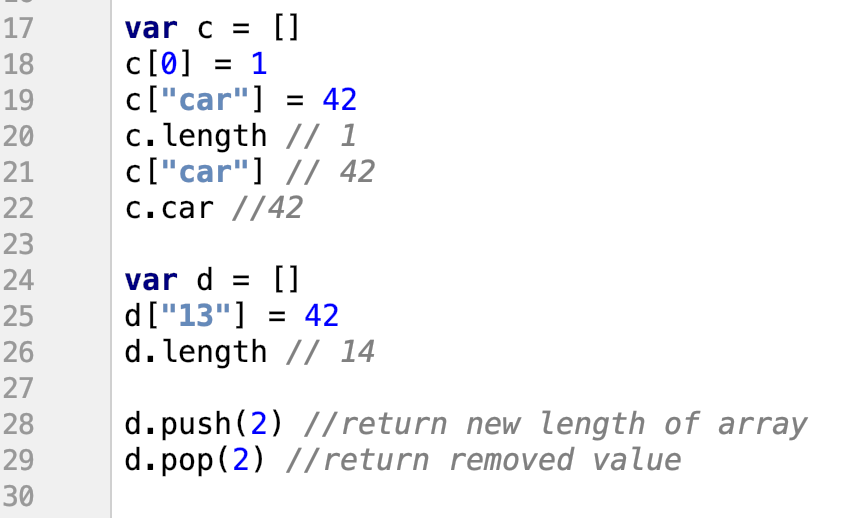 17 var c = []
18 c[0] = 1
19 c["car"] = 42
20 c.length // 1
21 c["car"] // 42
22 c.car //42
23
24 var d = []
25 d["13"] = 42
26 d.length // 14
27
28 d.push(2) //return new length of array
29 d.pop(2) //return removed value
30